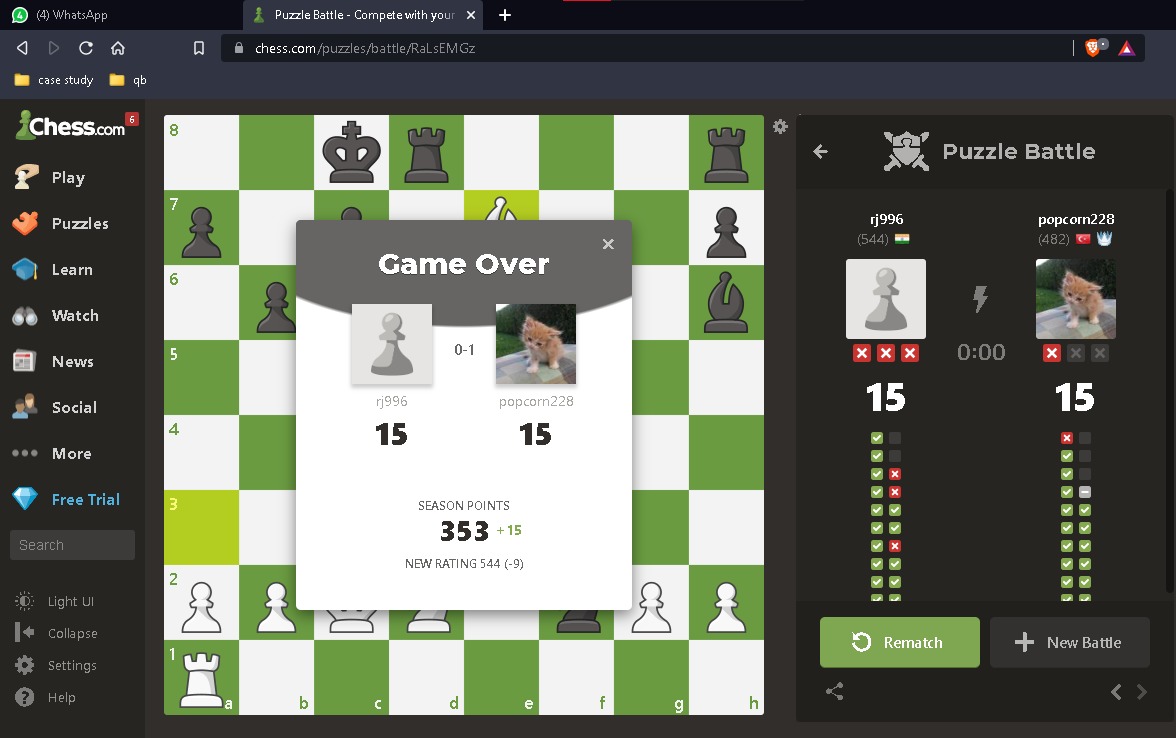 (4) WhatsApp
Puzzle Battle - Compete with your
chess.com/puzzles/battle/RaLsEMGz
case study
qb
Chess.com
6
Play
Puzzles
Learn
Watch
News
Social
More
Free Trial
Search
Light UI
Collapse
Settings
Help
8
7
6
5
4
3
2
1
a
b
c
d
e
f
g
h
Game Over
0-1
rj996
popcorn228
15
15
SEASON POINTS
353 +15
NEW RATING 544 (-9)
Puzzle Battle
rj996
popcorn228
(544)
(482)
0:00
15
15
Rematch
New Battle